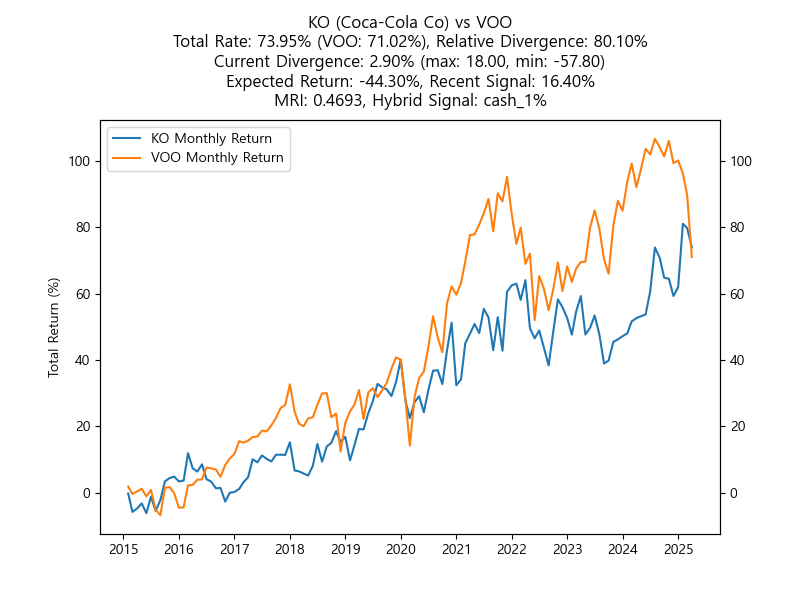 KO (Coca-Cola Co) vs VOO
Total Rate: 73.95% (VOO: 71.02%), Relative Divergence: 80.10%
Current Divergence: 2.90% (max: 18.00, min: -57.80)
Expected Return: -44.30%, Recent Signal: 16.40%
MRI: 0.4693, Hybrid Signal: cash_1%
KO Monthly Return
VOO Monthly Return
Total Return (%)
100
80
60
40
20
0
100
80
60
40
20
0
2015 2016 2017 2018 2019 2020 2021 2022 2023 2024 2025